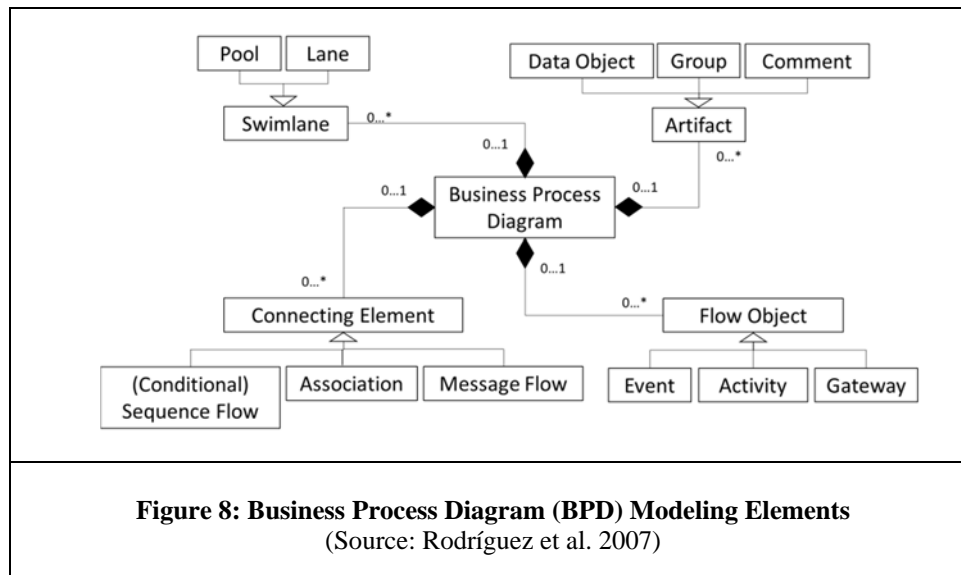 Pool
Lane
Data Object
Group
Comment
Swimlane
0...*
Artifact
0...1
0...*
0...1
Business Process
Diagram
0...1
0...1
0...*
0...*
Connecting Element
Flow Object
(Conditional)
Sequence Flow
Association
Message Flow
Event
Activity
Gateway
Figure 8: Business Process Diagram (BPD) Modeling Elements
(Source: Rodríguez et al. 2007)